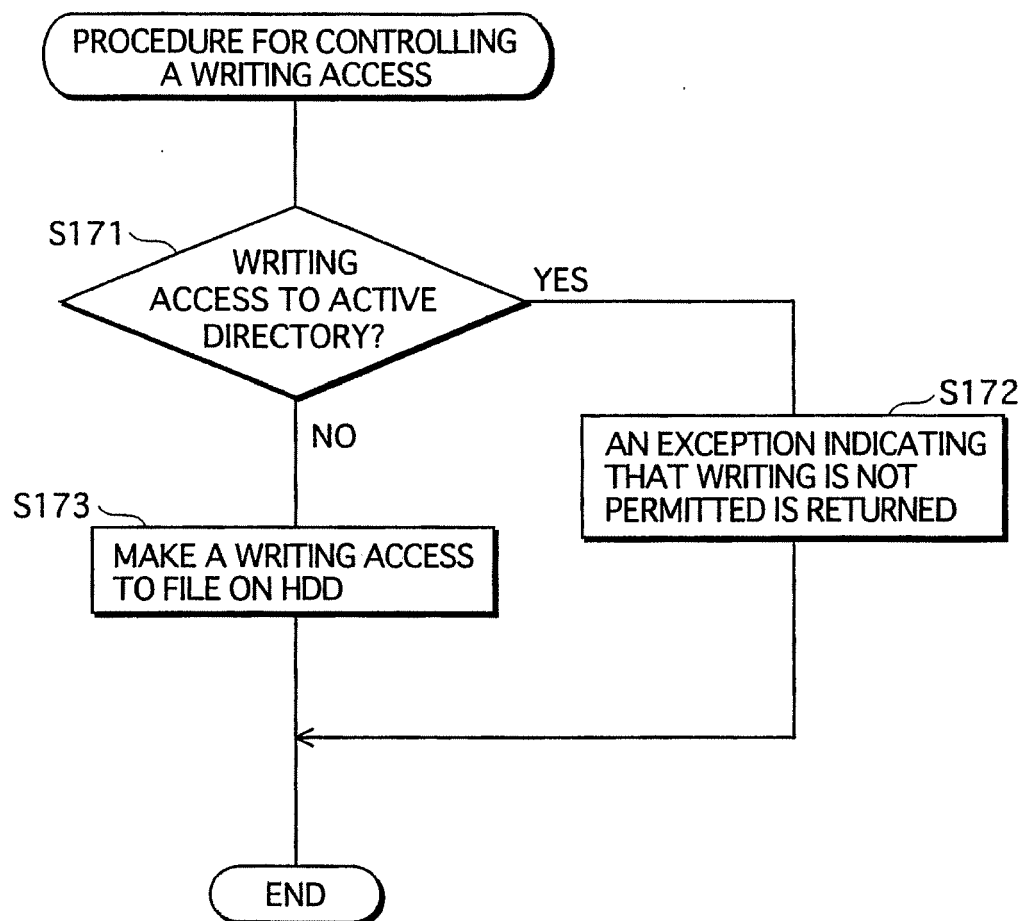 PROCEDURE FOR CONTROLLING
A WRITING ACCESS
S171
WRITING
ACCESS TO ACTIVE
DIRECTORY?
YES
S172
AN EXCEPTION INDICATING
THAT WRITING IS NOT
PERMITTED IS RETURNED
NO
S173
MAKE A WRITING ACCESS
TO FILE ON HDD
END